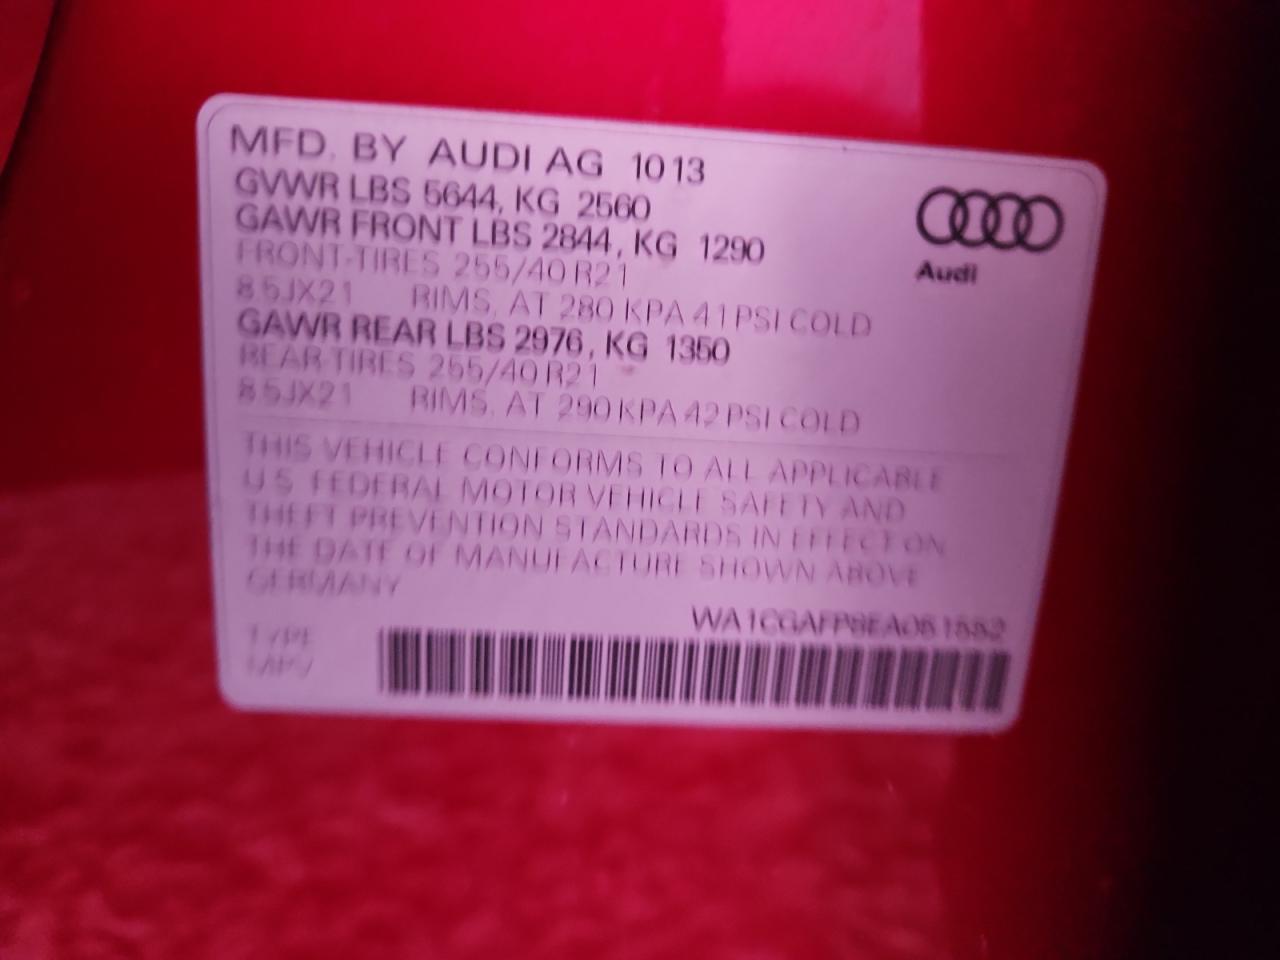 MFD. BY AUDI AG 10 13
GVWR LBS 5644, KG 2560
GAWR FRONT LBS 2844, KG 1290
FRONT-TIRES 255/40 R21
8.5JX21 RIMS, AT 280 KPA 41 PSI COLD
GAWR REAR LBS 2976, KG 1350
REAR-TIRES 255/40 R21
8.5JX21 RIMS, AT 290 KPA 42 PSI COLD
THIS VEHICLE CONFORMS TO ALL APPLICABLE
U.S. FEDERAL MOTOR VEHICLE SAFETY AND
THEFT PREVENTION STANDARDS IN EFFECT ON
THE DATE OF MANUFACTURE SHOWN ABOVE
GERMANY
TYPE
MPV
Audi